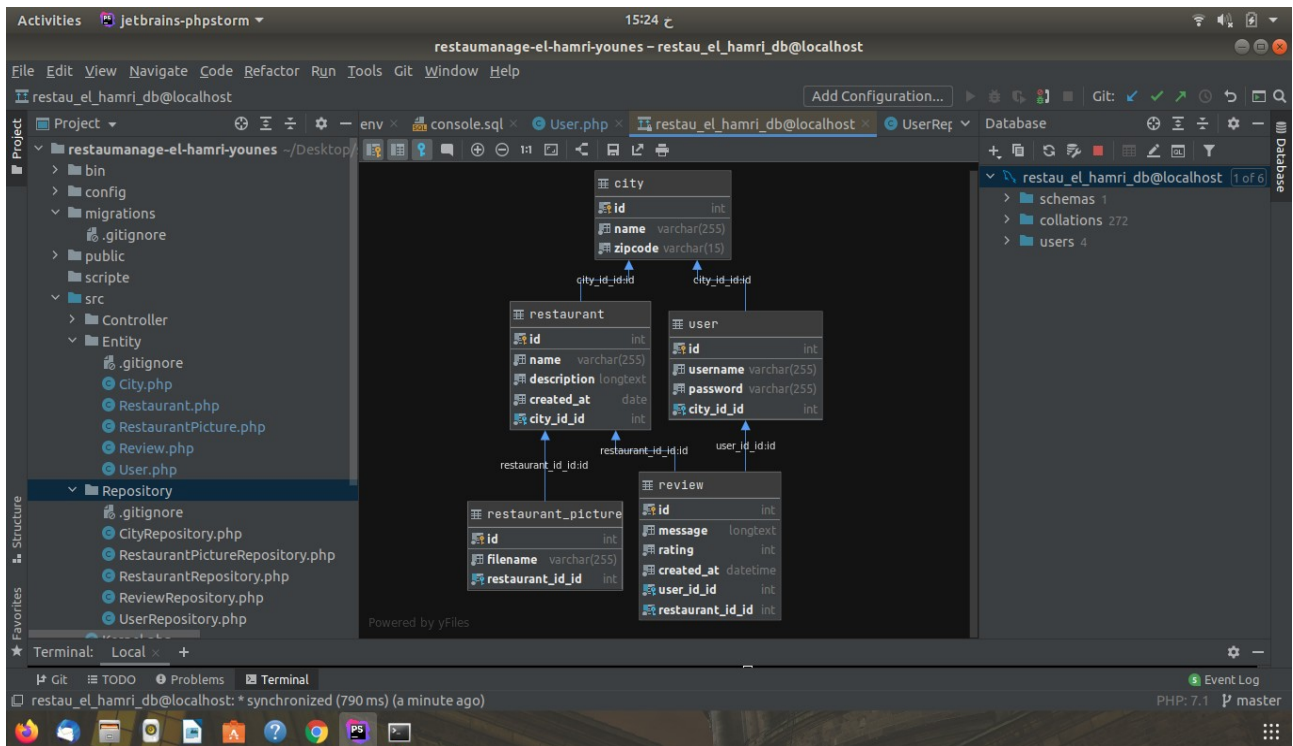 Activities jetbrains-phpstorm 15:24 خ
restaumanage-el-hamri-younes – restau_el_hamri_db@localhost
File Edit View Navigate Code Refactor Run Tools Git Window Help
restau_el_hamri_db@localhost Add Configuration... Git:
Project env console.sql User.php restau_el_hamri_db@localhost UserRep Database
restaumanage-el-hamri-younes ~/Desktop/
bin
config
migrations
.gitignore
public
scripte
src
Controller
Entity
.gitignore
City.php
Restaurant.php
RestaurantPicture.php
Review.php
User.php
Repository
.gitignore
CityRepository.php
RestaurantPictureRepository.php
RestaurantRepository.php
ReviewRepository.php
UserRepository.php
Project
Structure
Favorites
1:1
city
id int
name varchar(255)
zipcode varchar(15)
city_id_id:id city_id_id:id
restaurant
id int
name varchar(255)
description longtext
created_at date
city_id_id int
user
id int
username varchar(255)
password varchar(255)
city_id_id int
restaurant_id_id:id
restaurant_id_id:id
user_id_id:id
restaurant_picture
id int
filename varchar(255)
restaurant_id_id int
review
id int
message longtext
rating int
created_at datetime
user_id_id int
restaurant_id_id int
Powered by yFiles
QL
restau_el_hamri_db@localhost 1 of 6
schemas 1
collations 272
users 4
Database
Terminal: Local +
Git TODO Problems Terminal 5 Event Log
restau_el_hamri_db@localhost: * synchronized (790 ms) (a minute ago) PHP: 7.1 master
PS